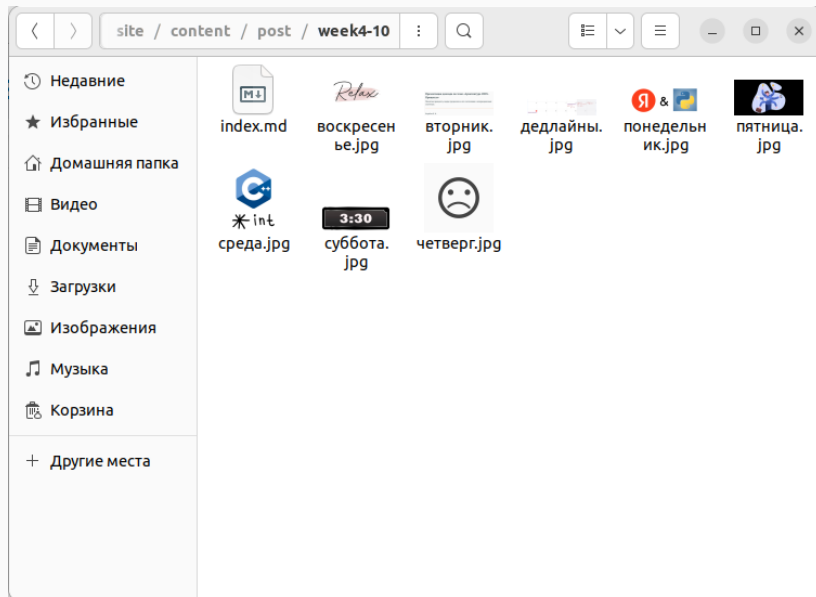 site / content / post / week4-10
Недавние
Избранные
Домашняя папка
Видео
Документы
Загрузки
Изображения
Музыка
Корзина
Другие места
Relax
Я &
index.md
воскресен
ье.jpg
вторник.
jpg
дедлайны.
jpg
понедельн
ик.jpg
пятница.
jpg
C++
* int
3:30
среда.jpg
суббота.
jpg
четверг.jpg